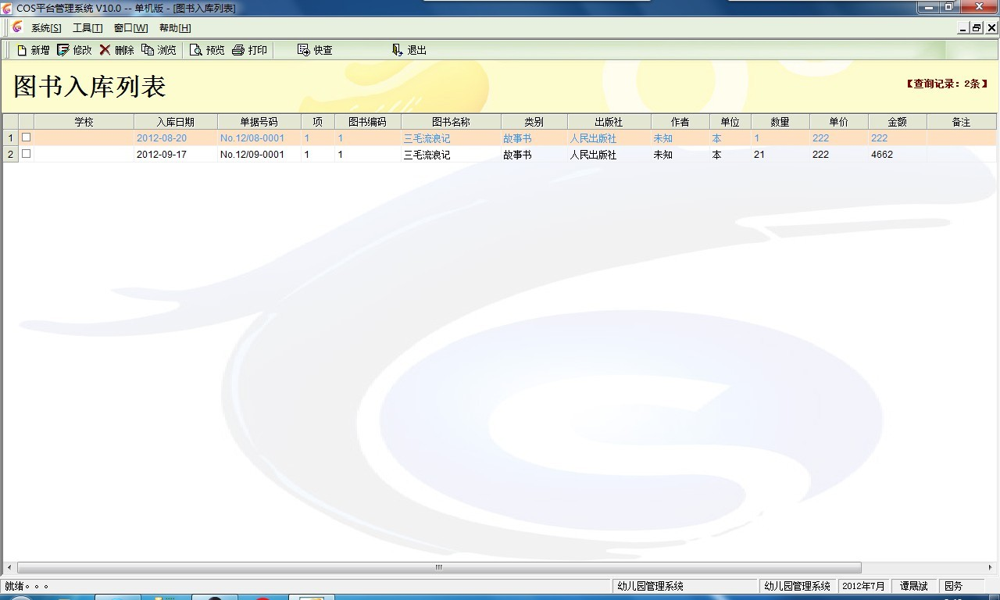 COS平台管理系统 V10.0 -- 单机版 - [图书入库列表]
系统[S] 工具[T] 窗口[W] 帮助[H]
新增 修改 删除 浏览 预览 打印 快查 退出
图书入库列表
【查询记录：2条】
学校 入库日期 单据号码 项 图书编码 图书名称 类别 出版社 作者 单位 数量 单价 金额 备注
1 2012-08-20 No.12/08-0001 1 1 三毛流浪记 故事书 人民出版社 未知 本 1 222 222
2 2012-09-17 No.12/09-0001 1 1 三毛流浪记 故事书 人民出版社 未知 本 21 222 4662
就绪。。。 幼儿园管理系统 幼儿园管理系统 2012年7月 谭晟斌 园务